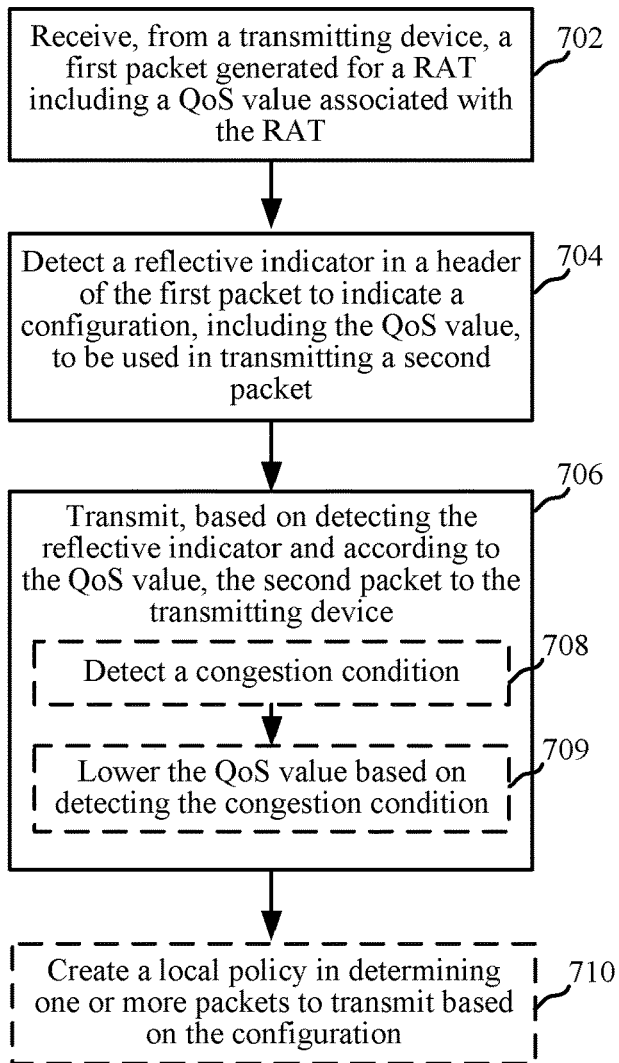 Receive, from a transmitting device, a
first packet generated for a RAT
including a QoS value associated with
the RAT
702
Detect a reflective indicator in a header
of the first packet to indicate a
configuration, including the QoS value,
to be used in transmitting a second
packet
704
Transmit, based on detecting the
reflective indicator and according to
the QoS value, the second packet to the
transmitting device
706
Detect a congestion condition
708
Lower the QoS value based on
detecting the congestion condition
709
Create a local policy in determining
one or more packets to transmit based
on the configuration
710